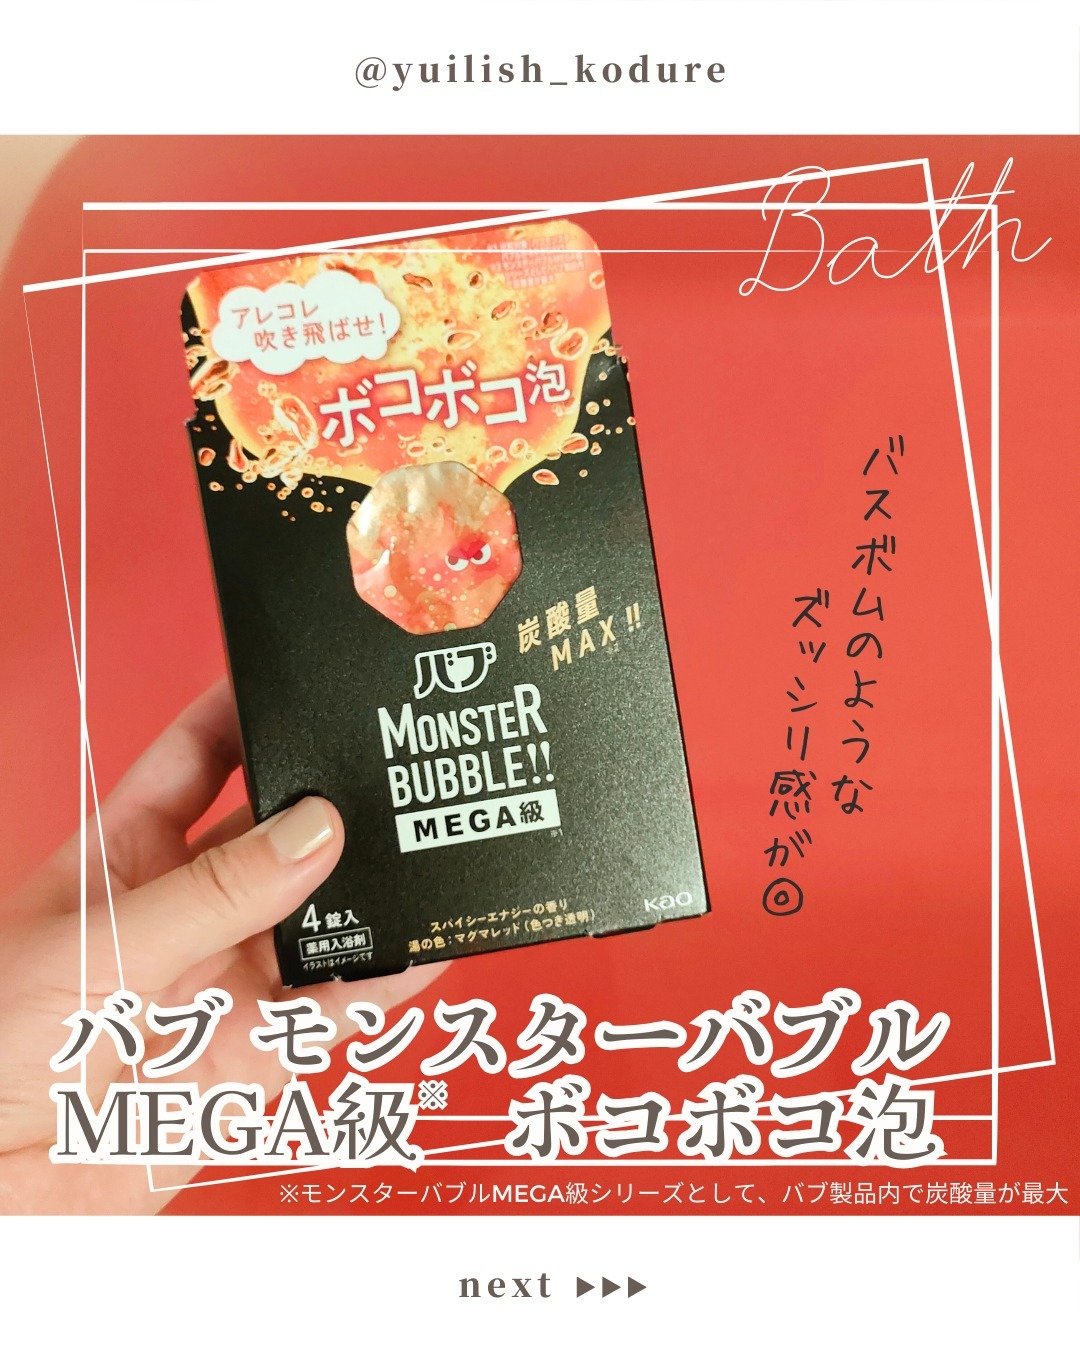 @yuilish_kodure
Bath
アレコレ
吹き飛ばせ!
ボコボコ泡
炭酸量
MAX!!
バブ
MONSTER
BUBBLE!!
MEGA級
※1
4錠入
薬用入浴剤
イラストはイメージです
スパイシーエナジーの香り
湯の色:マグマレッド(色つき透明)
Kao
バスボムのような
ズッシリ感が◎
バブ モンスターバブル
MEGA級※ ボコボコ泡
※モンスターバブルMEGA級シリーズとして、バブ製品内で炭酸量が最大
next ▶▶▶